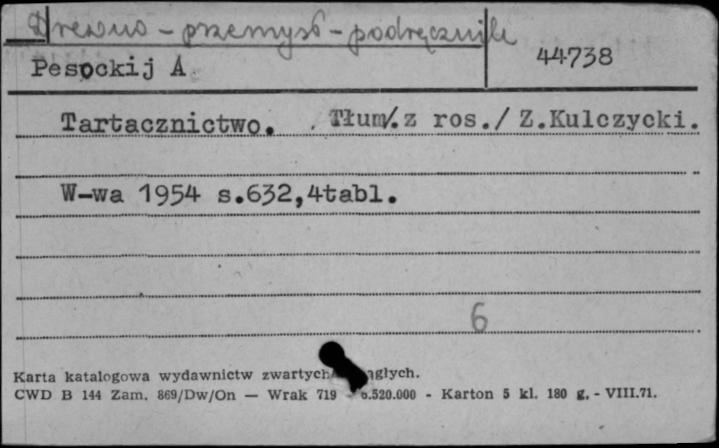 Drewno - przemysł - podręczniki
44738
Pesockij A.
Tartacznictwo. Tłum/.z ros./ Z.Kulczycki.
W-wa 1954 s.632,4tabl.
6
Karta katalogowa wydawnictw zwartych
CWD B 144 Zam. 869/Dw/On — Wrak 719 .520.000 - Karton 5 kl. 180 g. - VIII.71.